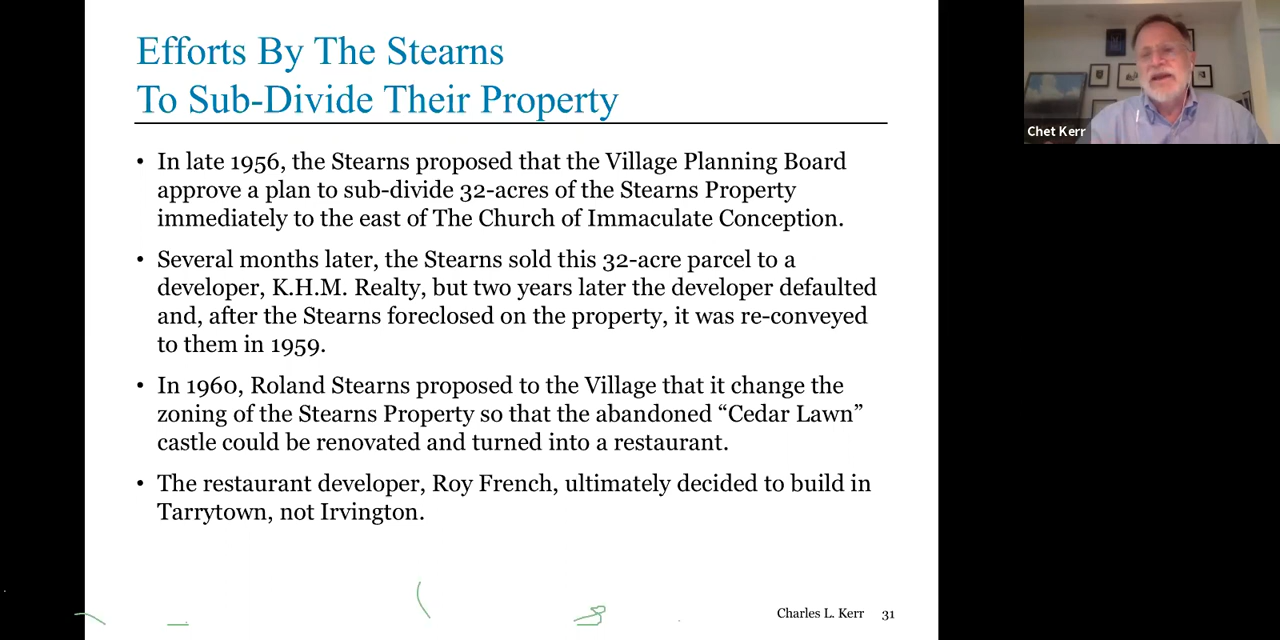 Efforts By The Stearns
To Sub-Divide Their Property
• In late 1956, the Stearns proposed that the Village Planning Board
approve a plan to sub-divide 32-acres of the Stearns Property
immediately to the east of The Church of Immaculate Conception.
• Several months later, the Stearns sold this 32-acre parcel to a
developer, K.H.M. Realty, but two years later the developer defaulted
and, after the Stearns foreclosed on the property, it was re-conveyed
to them in 1959.
• In 1960, Roland Stearns proposed to the Village that it change the
zoning of the Stearns Property so that the abandoned “Cedar Lawn”
castle could be renovated and turned into a restaurant.
• The restaurant developer, Roy French, ultimately decided to build in
Tarrytown, not Irvington.
Charles L. Kerr 31
Chet Kerr